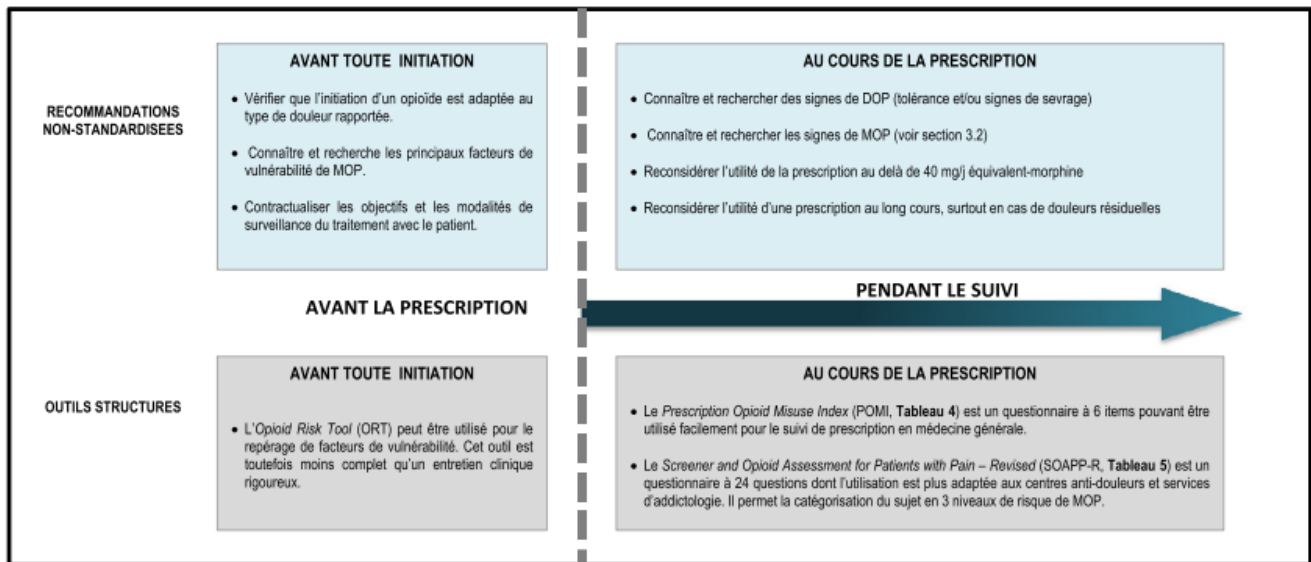 RECOMMANDATIONS
NON-STANDARDISEES
AVANT TOUTE INITIATION
• Vérifier que l'initiation d'un opioïde est adaptée au
type de douleur rapportée.
• Connaître et recherche les principaux facteurs de
vulnérabilité de MOP.
• Contractualiser les objectifs et les modalités de
surveillance du traitement avec le patient.
AU COURS DE LA PRESCRIPTION
• Connaître et rechercher des signes de DOP (tolérance et/ou signes de sevrage)
• Connaître et rechercher les signes de MOP (voir section 3.2)
• Reconsidérer l'utilité de la prescription au delà de 40 mg/j équivalent-morphine
• Reconsidérer l'utilité d'une prescription au long cours, surtout en cas de douleurs résiduelles
AVANT LA PRESCRIPTION
PENDANT LE SUIVI
OUTILS STRUCTURES
AVANT TOUTE INITIATION
• L'Opioid Risk Tool (ORT) peut être utilisé pour le
repérage de facteurs de vulnérabilité. Cet outil est
toutefois moins complet qu'un entretien clinique
rigoureux.
AU COURS DE LA PRESCRIPTION
• Le Prescription Opioid Misuse Index (POMI, Tableau 4) est un questionnaire à 6 items pouvant être
utilisé facilement pour le suivi de prescription en médecine générale.
• Le Screener and Opioid Assessment for Patients with Pain – Revised (SOAPP-R, Tableau 5) est un
questionnaire à 24 questions dont l'utilisation est plus adaptée aux centres anti-douleurs et services
d'addictologie. Il permet la catégorisation du sujet en 3 niveaux de risque de MOP.